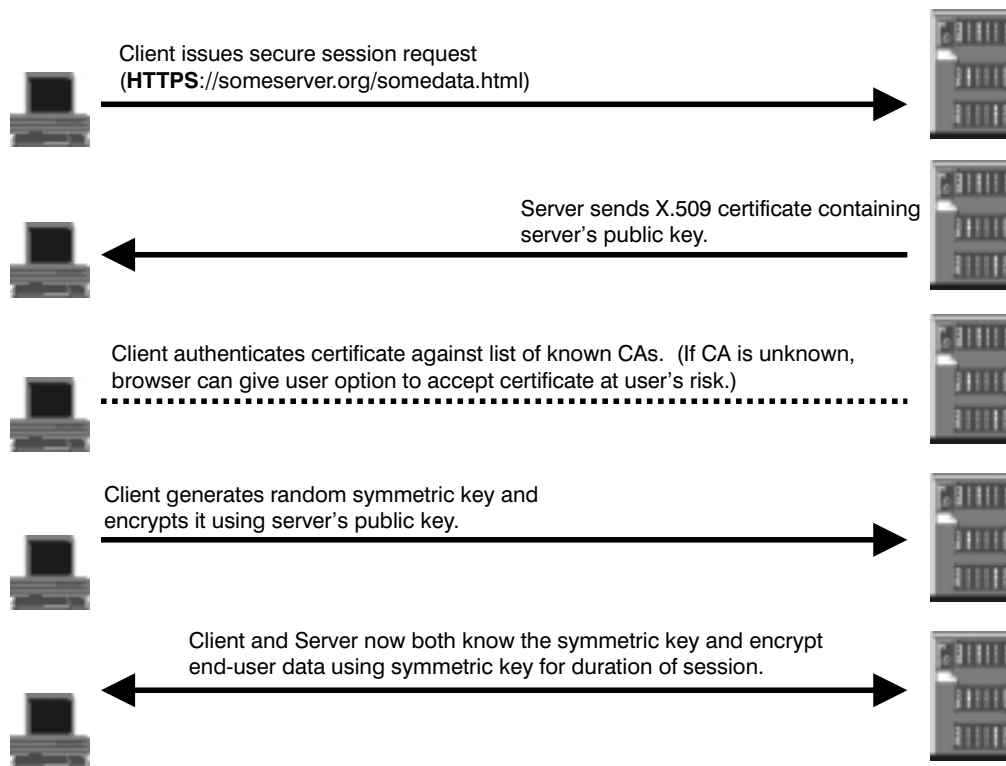 Client issues secure session request
(HTTPS://someserver.org/somedata.html)
Server sends X.509 certificate containing
server’s public key.
Client authenticates certificate against list of known CAs.  (If CA is unknown,
browser can give user option to accept certificate at user’s risk.)
Client generates random symmetric key and
encrypts it using server’s public key.
Client and Server now both know the symmetric key and encrypt
end-user data using symmetric key for duration of session.